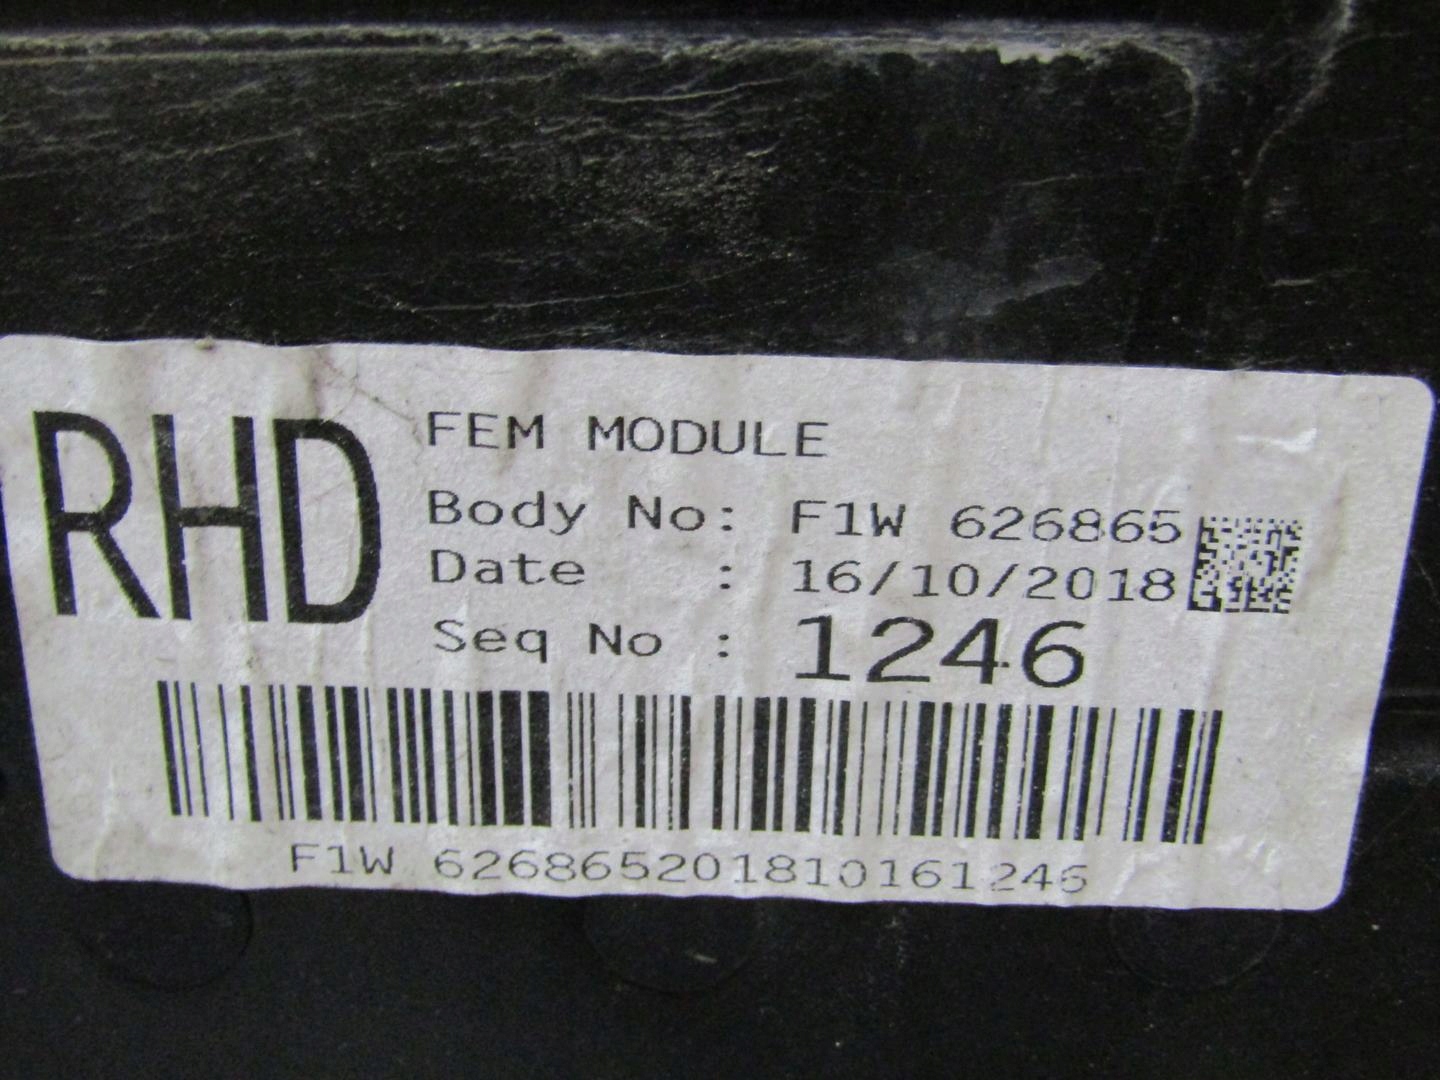 RHD
FEM MODULE
Body No: F1W 626865
Date : 16/10/2018
Seq No : 1246
F1W 626865201810161246